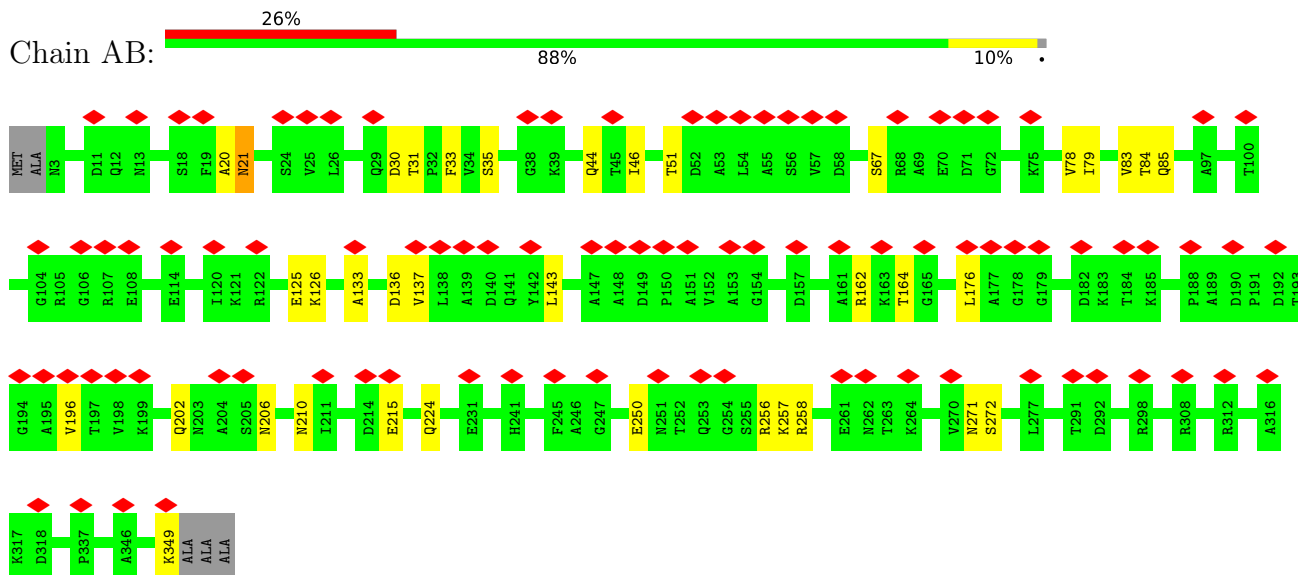 26%
Chain AB:
88% 10% •
MET ALA N3 D11 Q12 N13 S18 F19 A20 N21 S24 V25 L26 Q29 D30 T31 P32 F33 V34 S35 G38 K39 Q44 T45 I46 T51 D52 A53 L54 A55 S56 V57 D58 S67 R68 A69 E70 D71 G72 K75 V78 I79 V83 T84 Q85 A97 T100
G104 R105 G106 R107 E108 E114 I120 K121 R122 E125 K126 A133 D136 V137 L138 A139 D140 Q141 Y142 L143 A147 A148 D149 P150 A151 V152 A153 G154 D157 A161 R162 K163 T164 G165 L176 A177 G178 G179 D182 K183 T184 K185 P188 A189 D190 P191 D192 T193
G194 A195 V196 T197 V198 K199 Q202 N203 A204 S205 N206 N210 I211 D214 E215 Q224 E231 H241 F245 A246 G247 E250 N251 T252 Q253 G254 S255 R256 K257 R258 E261 N262 T263 K264 V270 N271 S272 L277 T291 D292 R298 R308 R312 A316
K317 D318 P337 A346 K349 ALA ALA ALA